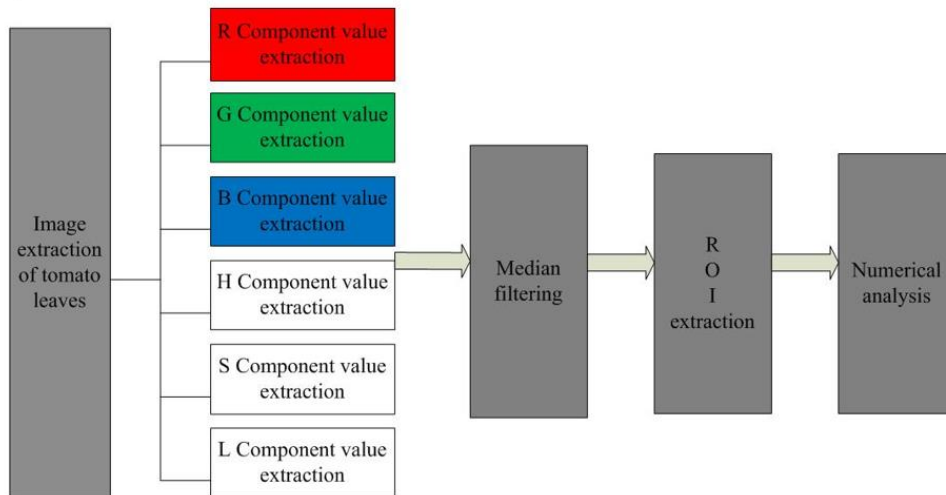 Image
extraction
of tomato
leaves
R Component value
extraction
G Component value
extraction
B Component value
extraction
H Component value
extraction
S Component value
extraction
L Component value
extraction
Median
filtering
R
O
I
extraction
Numerical
analysis